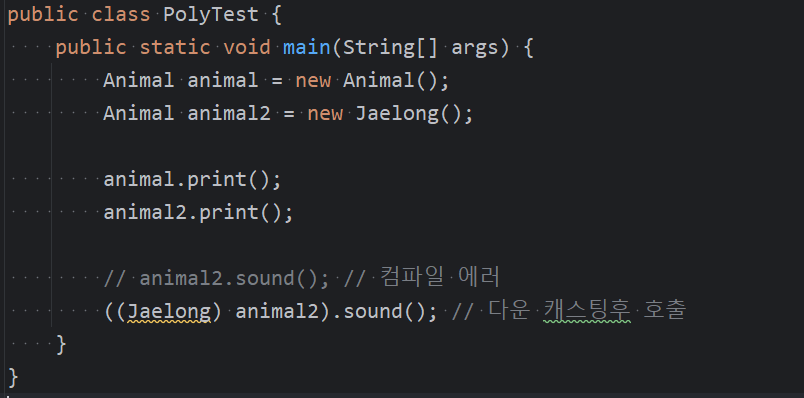 public class PolyTest {
public static void main(String[] args) {
Animal animal = new Animal();
Animal animal2 = new Jaelong();
animal.print();
animal2.print();
// animal2.sound(); // 컴파일 에러
((Jaelong) animal2).sound(); // 다운 캐스팅후 호출
}
}